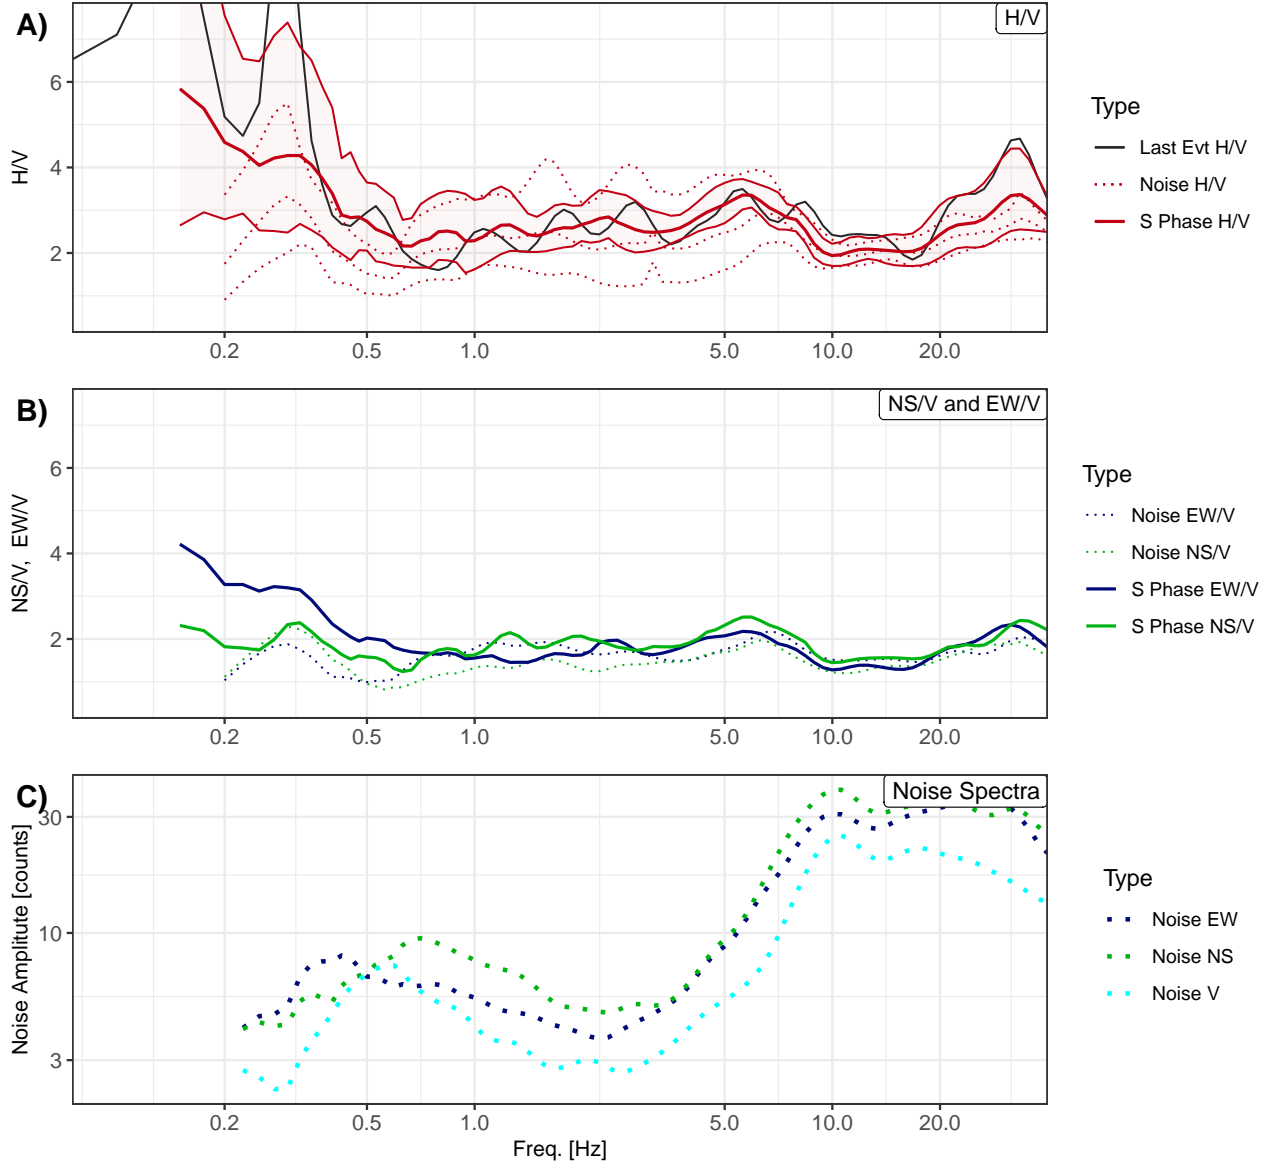 A)
H/V
6
4
2
H/V
0.2 0.5 1.0 5.0 10.0 20.0
Type
Last Evt H/V
Noise H/V
S Phase H/V
B)
NS/V and EW/V
6
4
2
NS/V, EW/V
0.2 0.5 1.0 5.0 10.0 20.0
Type
Noise EW/V
Noise NS/V
S Phase EW/V
S Phase NS/V
C)
Noise Spectra
30
10
3
Noise Amplitude [counts]
0.2 0.5 1.0 5.0 10.0 20.0
Freq. [Hz]
Type
Noise EW
Noise NS
Noise V